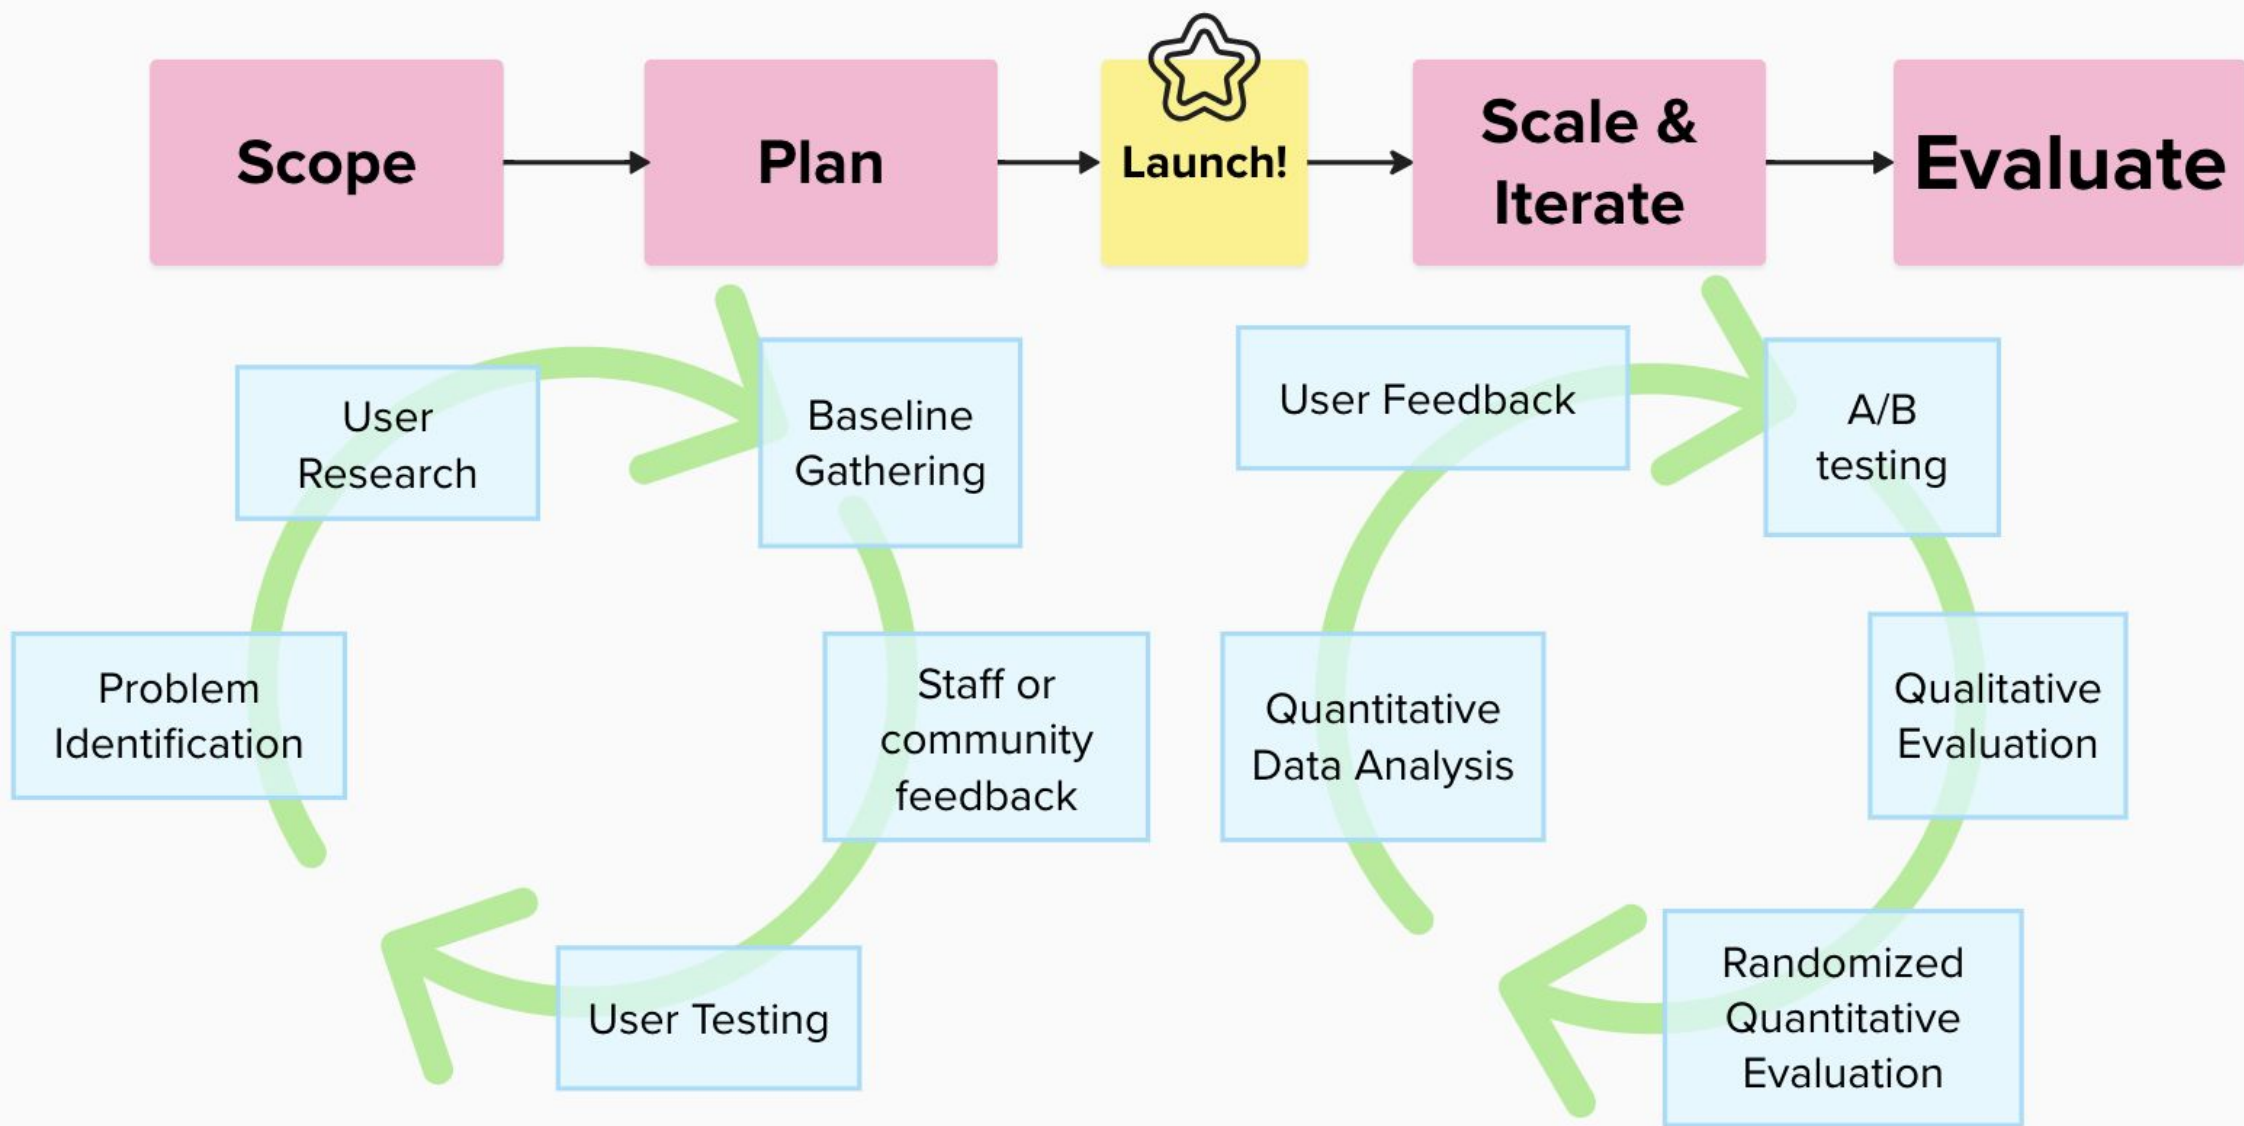 Scope
Plan
Launch!
Scale &
Iterate
Evaluate
User
Research
Baseline
Gathering
Problem
Identification
Staff or
community
feedback
User Testing
User Feedback
A/B
testing
Quantitative
Data Analysis
Qualitative
Evaluation
Randomized
Quantitative
Evaluation